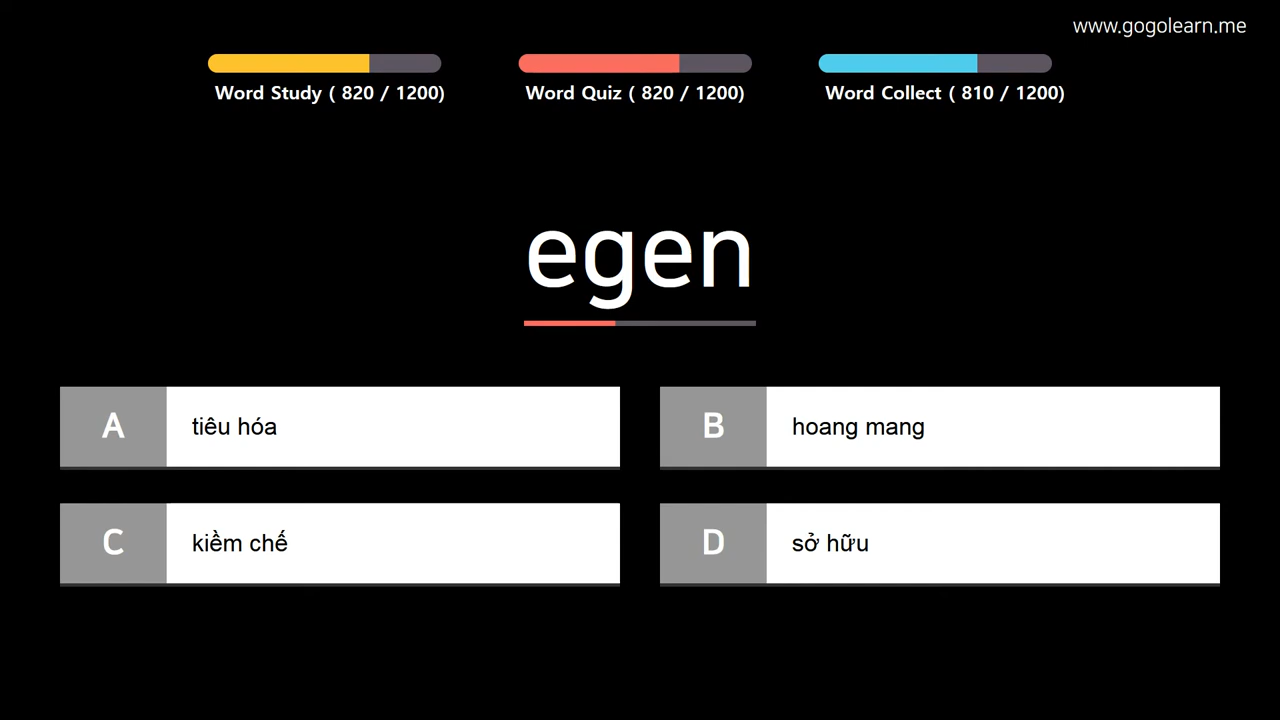 www.gogolearn.me
Word Study ( 820 / 1200)
Word Quiz ( 820 / 1200)
Word Collect ( 810 / 1200)
egen
A tiêu hóa
B hoang mang
C kiềm chế
D sở hữu